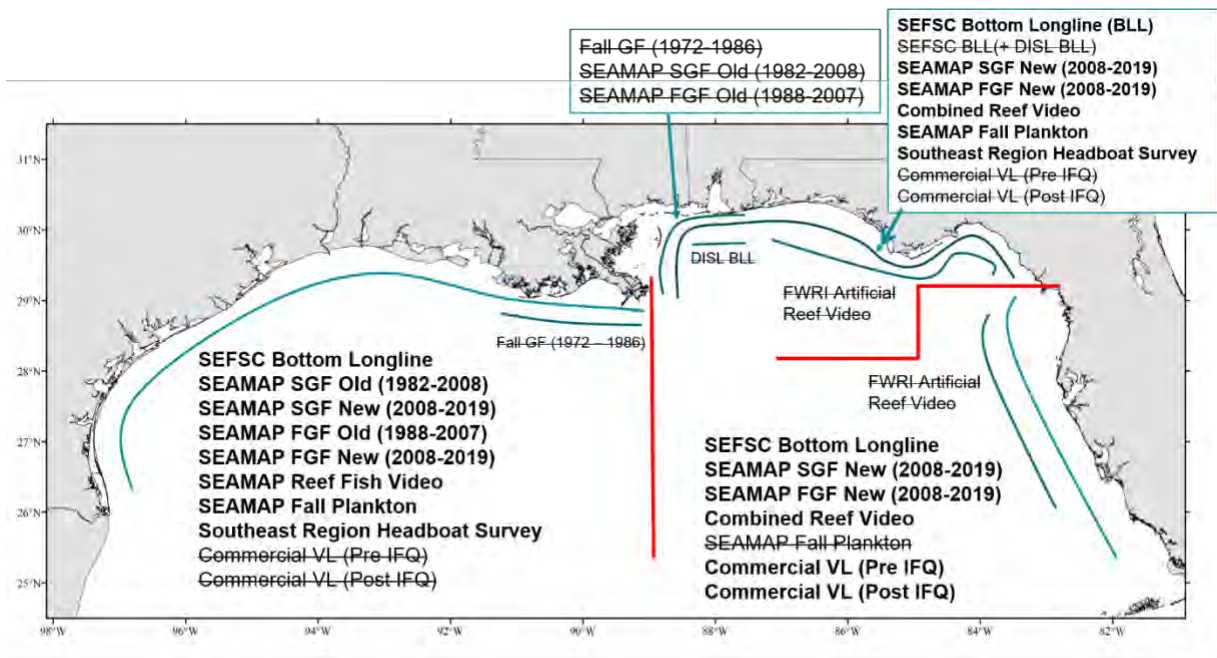 Fall GF (1972-1986)
SEAMAP SGF Old (1982-2008)
SEAMAP FGF Old (1988-2007)
SEFSC Bottom Longline (BLL)
SEFSC BLL(+ DISL BLL)
SEAMAP SGF New (2008-2019)
SEAMAP FGF New (2008-2019)
Combined Reef Video
SEAMAP Fall Plankton
Southeast Region Headboat Survey
Commercial VL (Pre IFQ)
Commercial VL (Post IFQ)
31°N
30°N
29°N
28°N
27°N
26°N
25°N
DISL BLL
FWRI Artificial
Reef Video
Fall GF (1972 – 1986)
SEFSC Bottom Longline
SEAMAP SGF Old (1982-2008)
SEAMAP SGF New (2008-2019)
SEAMAP FGF Old (1988-2007)
SEAMAP FGF New (2008-2019)
SEAMAP Reef Fish Video
SEAMAP Fall Plankton
Southeast Region Headboat Survey
Commercial VL (Pre IFQ)
Commercial VL (Post IFQ)
FWRI Artificial
Reef Video
SEFSC Bottom Longline
SEAMAP SGF New (2008-2019)
SEAMAP FGF New (2008-2019)
Combined Reef Video
SEAMAP Fall Plankton
Commercial VL (Pre IFQ)
Commercial VL (Post IFQ)
98°W
96°W
94°W
92°W
90°W
88°W
86°W
84°W
82°W